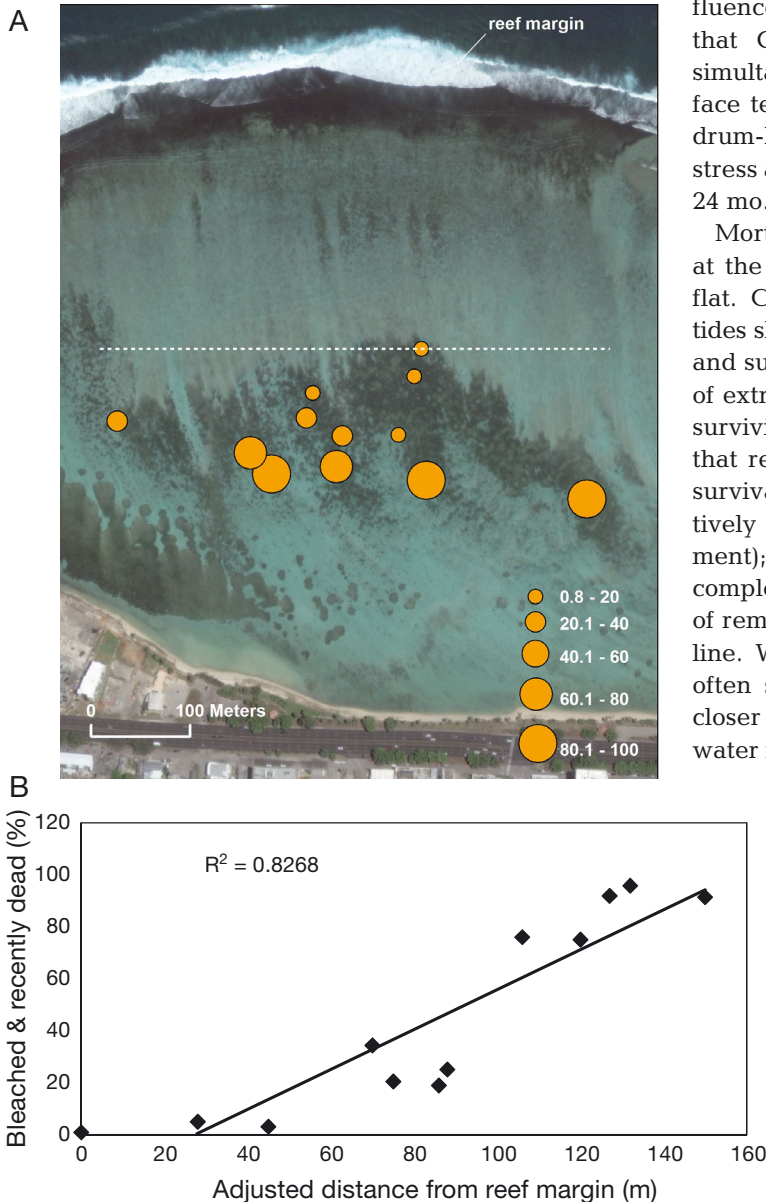 A
reef margin
0.8 - 20
20.1 - 40
40.1 - 60
60.1 - 80
80.1 - 100
0 100 Meters
B
Bleached & recently dead (%)
120
100
80
60
40
20
0
R2 = 0.8268
0 20 40 60 80 100 120 140 160
Adjusted distance from reef margin (m)
fluence
that C
simulta
face te
drum-l
stress a
24 mo.
Mort
at the
flat. C
tides sl
and su
of extr
survivi
that re
surviva
tively
ment);
comple
of rem
line. W
often s
closer
water i